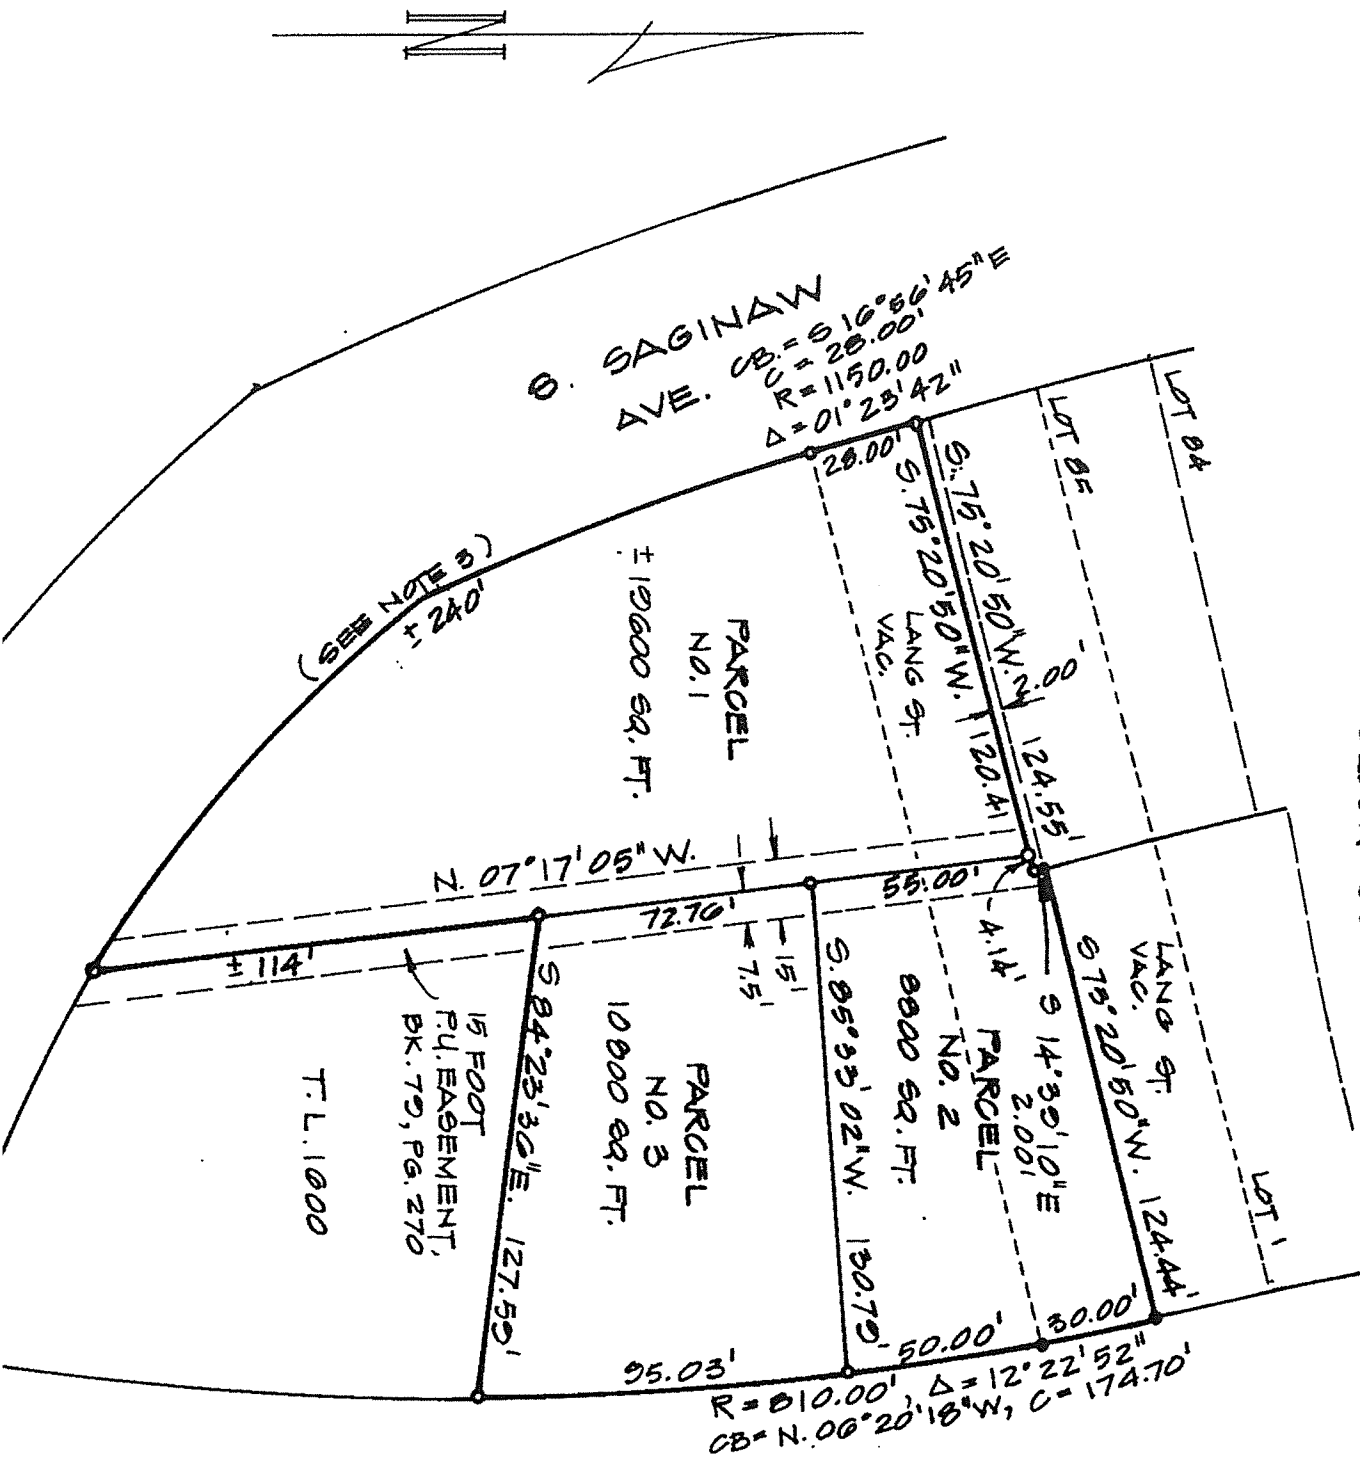 N
S. SAGINAW
AVE.
CB. = S 16°56'45"E
C = 28.00'
R = 1150.00
Δ = 01°23'42"
28.00'
S. 75°20'50"W.
124.55'
S. 75°20'50"W.
120.41
2.00'
LOT 85
LOT 84
LANG ST.
VAC.
(SEE NOTE 3)
± 240'
PARCEL
NO. 1
± 19600 SQ. FT.
N. 07°17'05"W.
± 114'
72.76'
55.00'
4.14'
S 14°39'10"E
2.00'
15'
7.5'
LANG ST.
VAC.
S 75°20'50"W. 124.44'
LOT 1
PARCEL
NO. 2
8800 SQ. FT.
S. 85°33'02"W. 130.79'
PARCEL
NO. 3
10800 SQ. FT.
S 84°23'36"E. 127.59'
15 FOOT
P.U. EASEMENT,
BK. 79, PG. 270
T.L. 1600
95.03'
50.00'
30.00'
R = 810.00', Δ = 12°22'52"
CB = N. 06°20'18"W, C = 174.70'